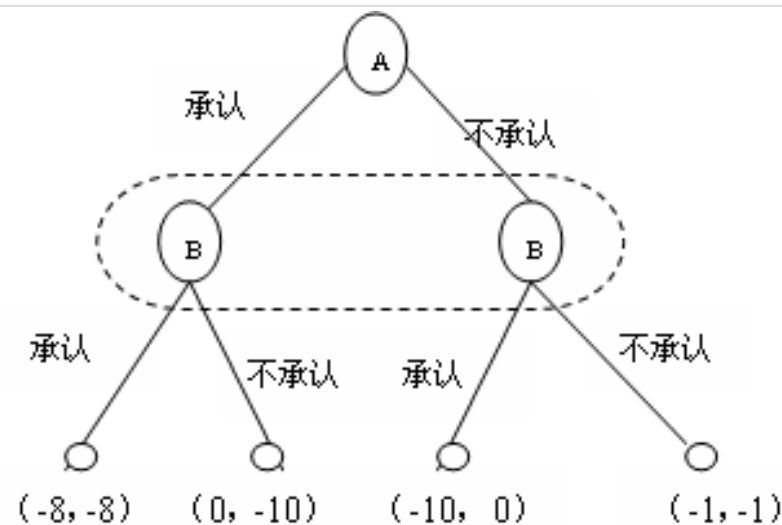 A
承认
不承认
B
B
承认
不承认
承认
不承认
(-8,-8)
(0, -10)
(-10, 0)
(-1,-1)